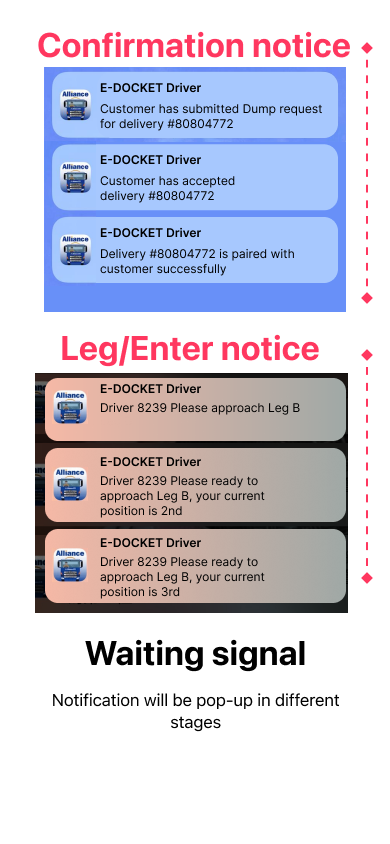 Confirmation notice
Alliance
E-DOCKET Driver
Customer has submitted Dump request
for delivery #80804772
Alliance
E-DOCKET Driver
Customer has accepted
delivery #80804772
Alliance
E-DOCKET Driver
Delivery #80804772 is paired with
customer successfully
Leg/Enter notice
Alliance
E-DOCKET Driver
Driver 8239 Please approach Leg B
Alliance
E-DOCKET Driver
Driver 8239 Please ready to
approach Leg B, your current
position is 2nd
Alliance
E-DOCKET Driver
Driver 8239 Please ready to
approach Leg B, your current
position is 3rd
Waiting signal
Notification will be pop-up in different
stages